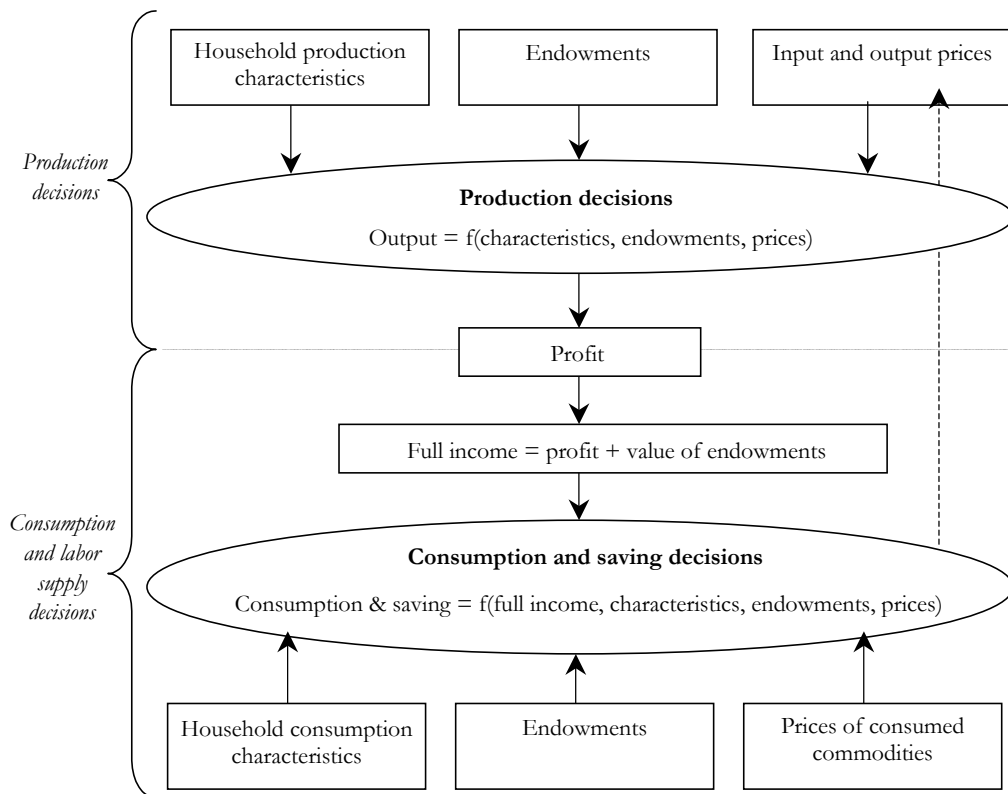 Household production
characteristics
Endowments
Input and output prices
Production
decisions
Production decisions
Output = f(characteristics, endowments, prices)
Profit
Full income = profit + value of endowments
Consumption
and labor
supply
decisions
Consumption and saving decisions
Consumption & saving = f(full income, characteristics, endowments, prices)
Household consumption
characteristics
Endowments
Prices of consumed
commodities